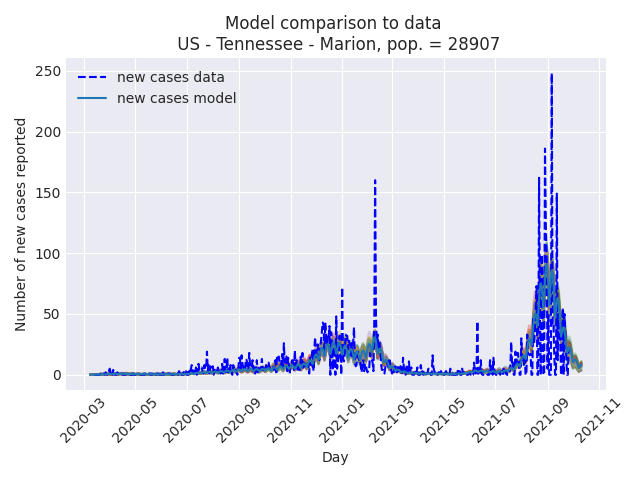 Model comparison to data
US - Tennessee - Marion, pop. = 28907
new cases data
new cases model
Number of new cases reported
250
200
150
100
50
0
2020-03
2020-05
2020-07
2020-09
2020-11
2021-01
2021-03
2021-05
2021-07
2021-09
2021-11
Day